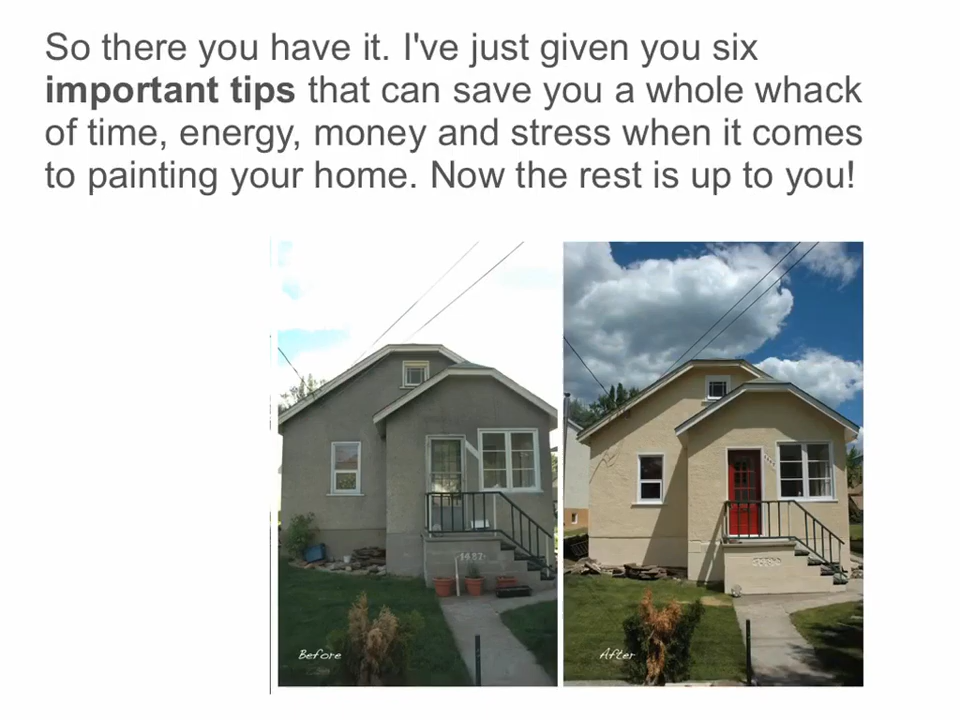 So there you have it. I've just given you six
important tips that can save you a whole whack
of time, energy, money and stress when it comes
to painting your home. Now the rest is up to you!
1487
Before
After